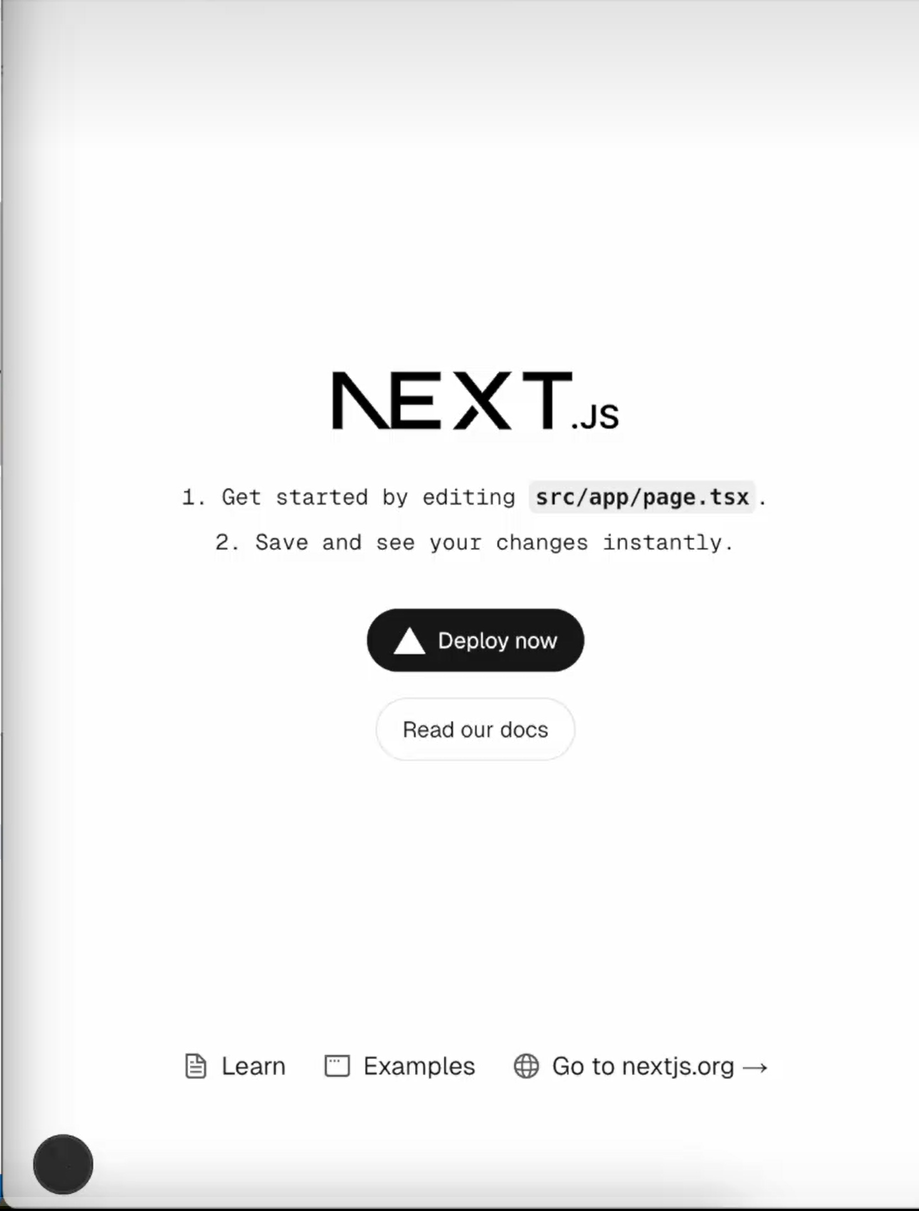 NEXT.JS
1. Get started by editing src/app/page.tsx.
2. Save and see your changes instantly.
Deploy now
Read our docs
Learn Examples Go to nextjs.org →